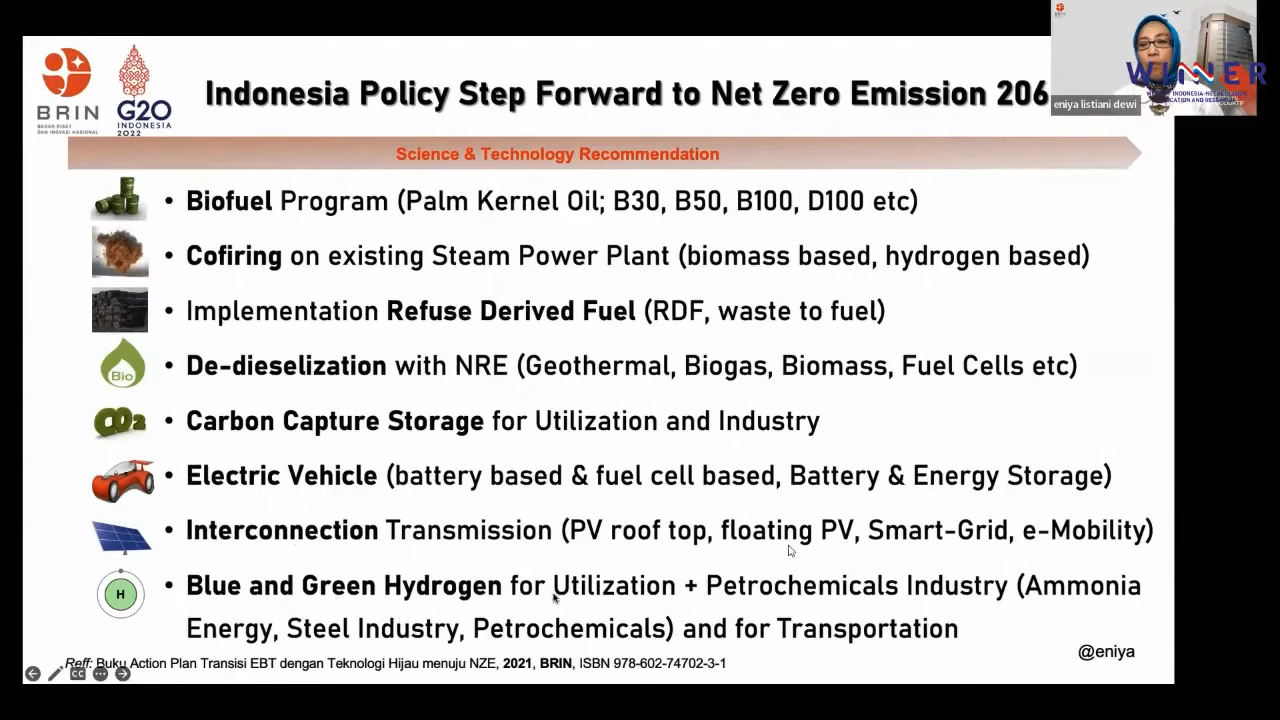 BRIN
BADAN RISET
DAN INOVASI NASIONAL
G20
INDONESIA
2022
Indonesia Policy Step Forward to Net Zero Emission 206
eniya listiani dewi
WINNER
Science & Technology Recommendation
• Biofuel Program (Palm Kernel Oil; B30, B50, B100, D100 etc)
• Cofiring on existing Steam Power Plant (biomass based, hydrogen based)
• Implementation Refuse Derived Fuel (RDF, waste to fuel)
Bio
• De-dieselization with NRE (Geothermal, Biogas, Biomass, Fuel Cells etc)
CO2
• Carbon Capture Storage for Utilization and Industry
• Electric Vehicle (battery based & fuel cell based, Battery & Energy Storage)
• Interconnection Transmission (PV roof top, floating PV, Smart-Grid, e-Mobility)
H
• Blue and Green Hydrogen for Utilization + Petrochemicals Industry (Ammonia
Energy, Steel Industry, Petrochemicals) and for Transportation
@eniya
Reff: Buku Action Plan Transisi EBT dengan Teknologi Hijau menuju NZE, 2021, BRIN, ISBN 978-602-74702-3-1
CC